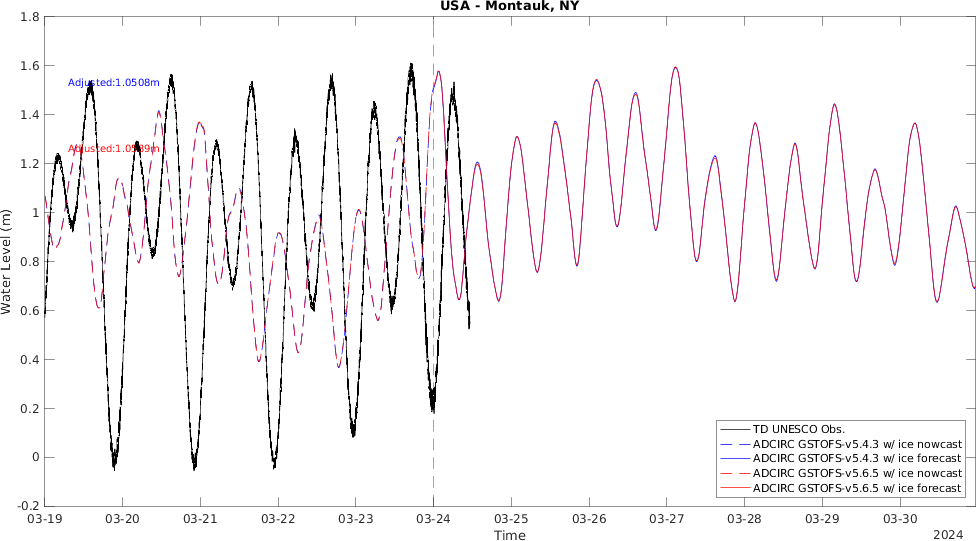 USA - Montauk, NY
1.8
1.6
1.4
1.2
1
0.8
0.6
0.4
0.2
0
-0.2
Water Level (m)
Adjusted:1.0508m
Adjusted:1.0589m
TD UNESCO Obs.
ADCIRC GSTOFS-v5.4.3 w/ ice nowcast
ADCIRC GSTOFS-v5.4.3 w/ ice forecast
ADCIRC GSTOFS-v5.6.5 w/ ice nowcast
ADCIRC GSTOFS-v5.6.5 w/ ice forecast
03-19 03-20 03-21 03-22 03-23 03-24 03-25 03-26 03-27 03-28 03-29 03-30
Time
2024